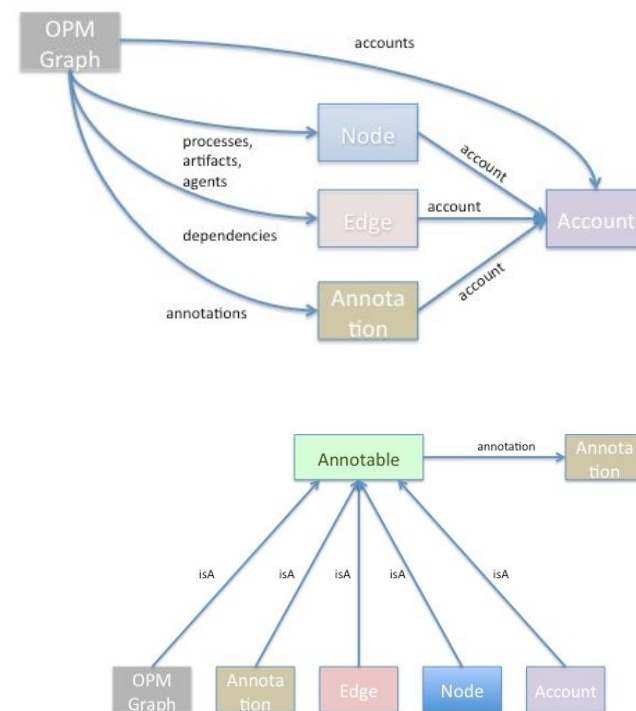 OPM
Graph
accounts
Node
processes,
artifacts,
agents
account
Edge
account
Account
dependencies
Annota
tion
account
annotations
Annotable
annotation
Annota
tion
isA
isA
isA
isA
isA
OPM
Graph
Annota
tion
Edge
Node
Account